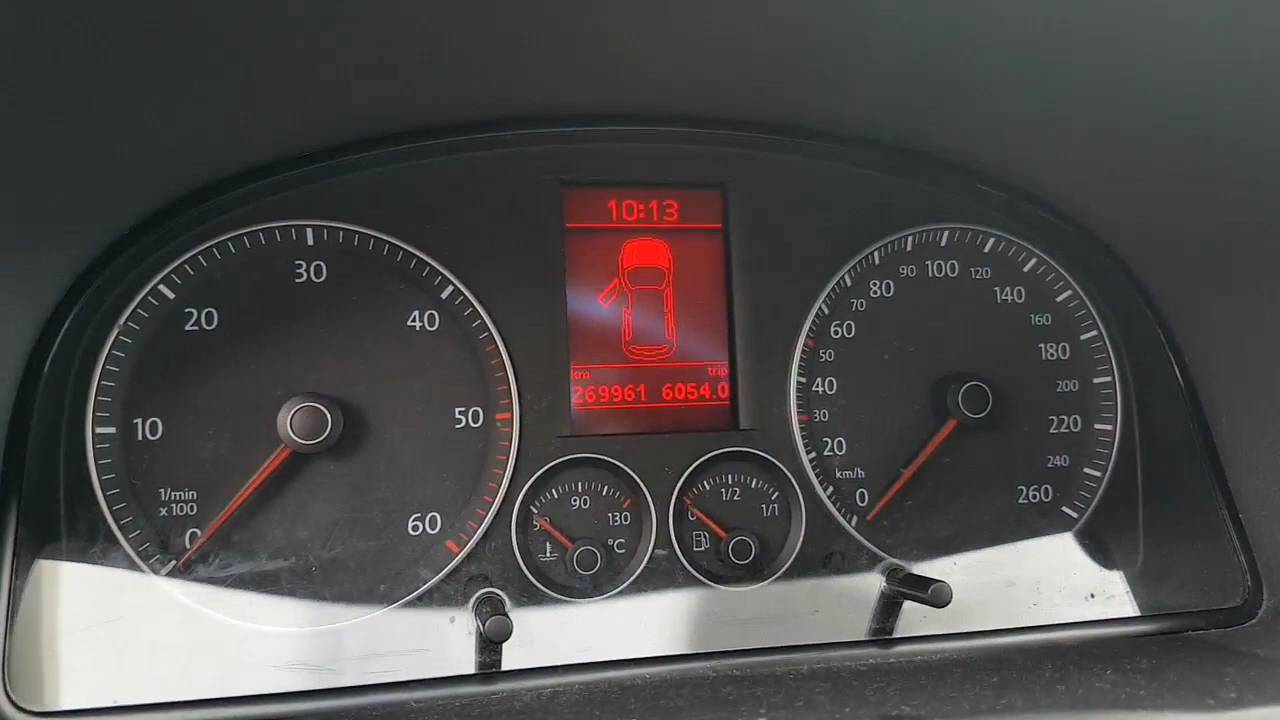 10:13
km trip
269961 6054.0
0 10 20 30 40 50 60
1/min
x100
50 90 130
°C
0 1/2 1/1
0 20 30 40 50 60 70 80 90 100 120 140 160 180 200 220 240 260
km/h